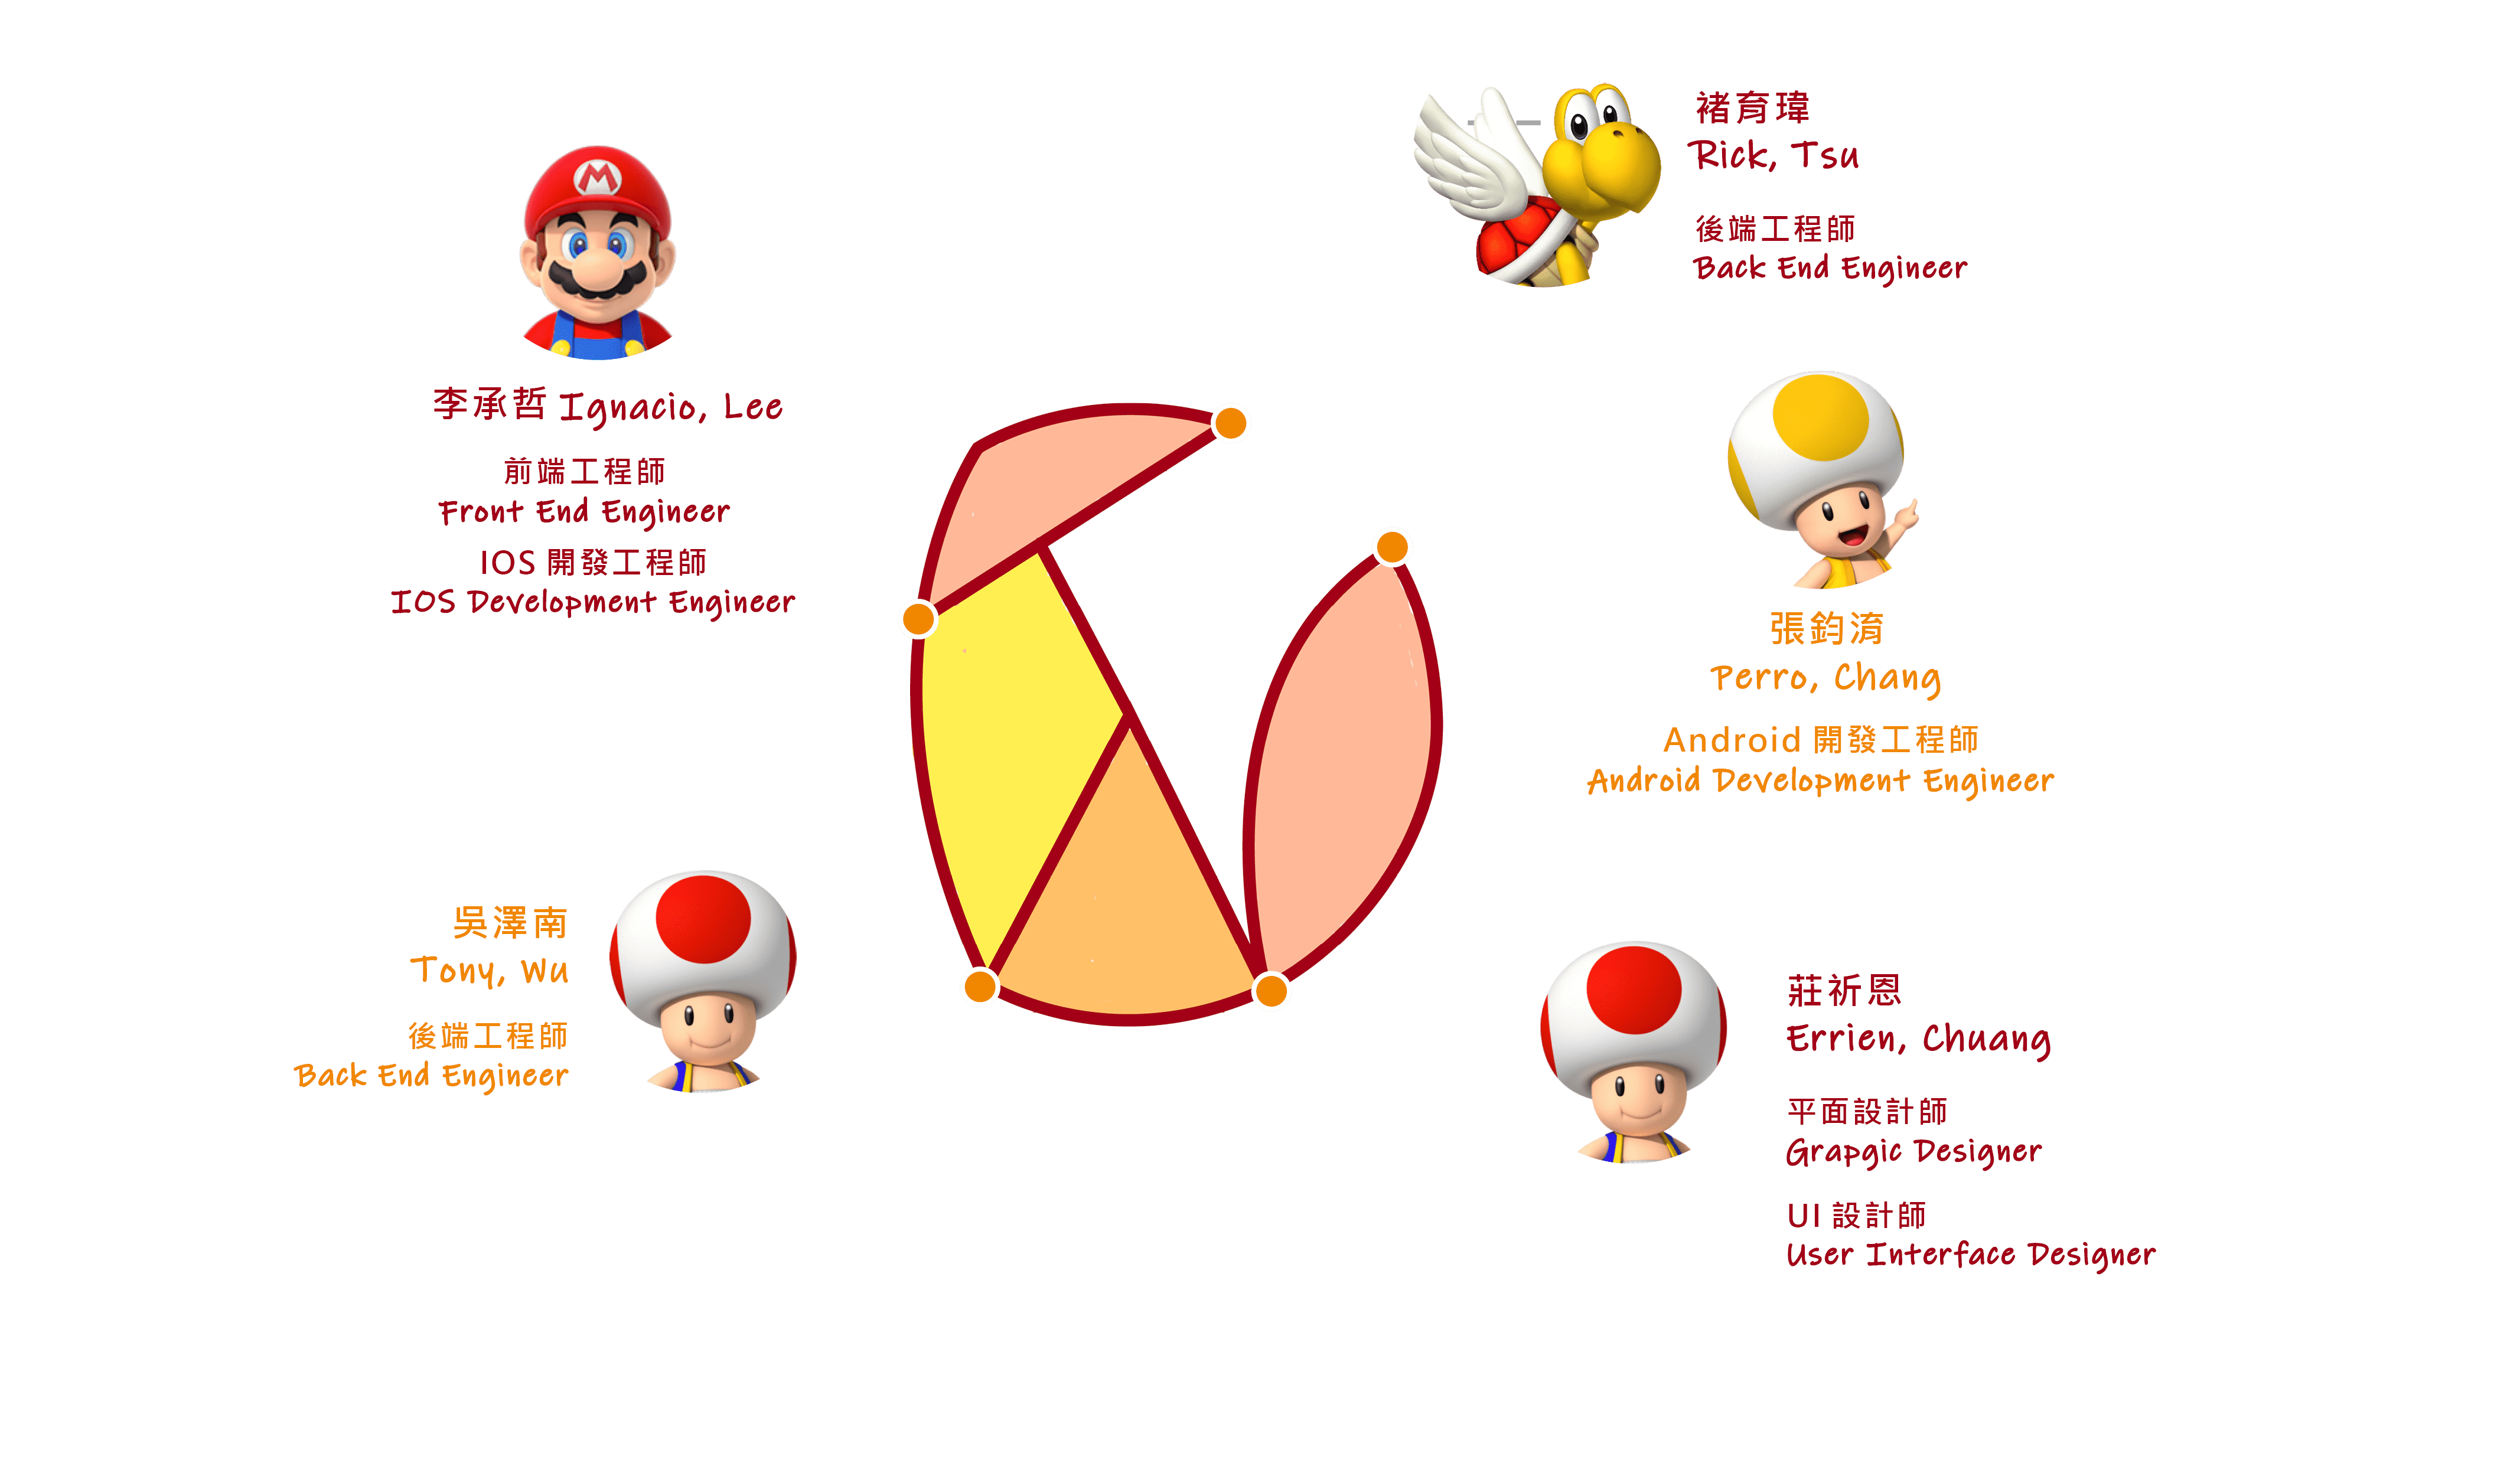 李承哲 Ignacio, Lee
前端工程師
Front End Engineer
IOS 開發工程師
IOS Development Engineer
吳澤南
Tony, Wu
後端工程師
Back End Engineer
褚育瑋
Rick, Tsu
後端工程師
Back End Engineer
張鈞淯
Perro, Chang
Android 開發工程師
Android Development Engineer
莊祈恩
Errien, Chuang
平面設計師
Grapgic Designer
UI 設計師
User Interface Designer